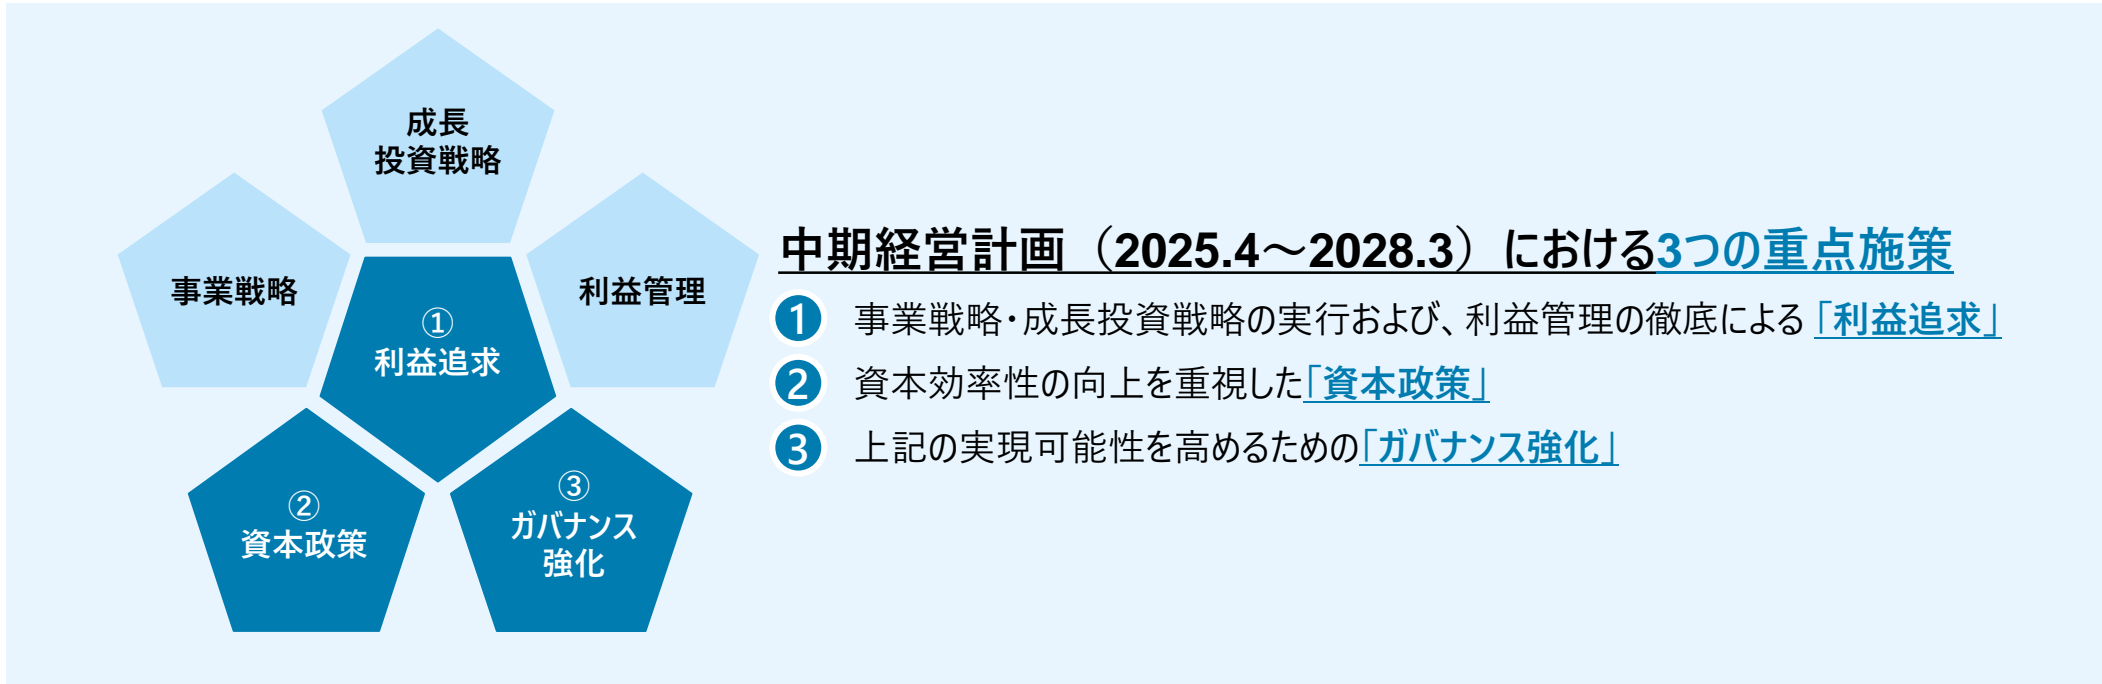 成長
投資戦略
事業戦略
利益管理
①
利益追求
②
資本政策
③
ガバナンス
強化
中期経営計画（2025.4～2028.3）における3つの重点施策
1 事業戦略・成長投資戦略の実行および、利益管理の徹底による「利益追求」
2 資本効率性の向上を重視した「資本政策」
3 上記の実現可能性を高めるための「ガバナンス強化」